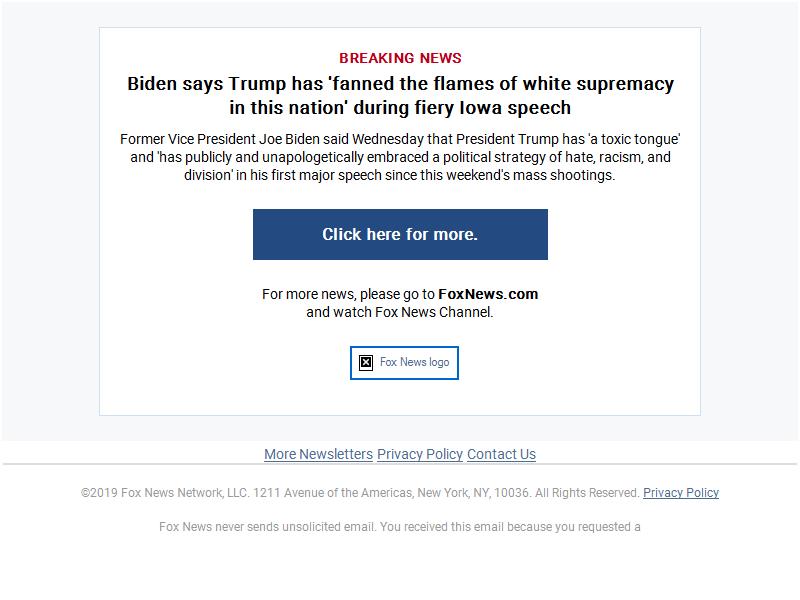 BREAKING NEWS
Biden says Trump has 'fanned the flames of white supremacy
in this nation' during fiery Iowa speech
Former Vice President Joe Biden said Wednesday that President Trump has 'a toxic tongue'
and 'has publicly and unapologetically embraced a political strategy of hate, racism, and
division' in his first major speech since this weekend's mass shootings.
Click here for more.
For more news, please go to FoxNews.com
and watch Fox News Channel.
Fox News logo
More Newsletters Privacy Policy Contact Us
©2019 Fox News Network, LLC. 1211 Avenue of the Americas, New York, NY, 10036. All Rights Reserved. Privacy Policy
Fox News never sends unsolicited email. You received this email because you requested a